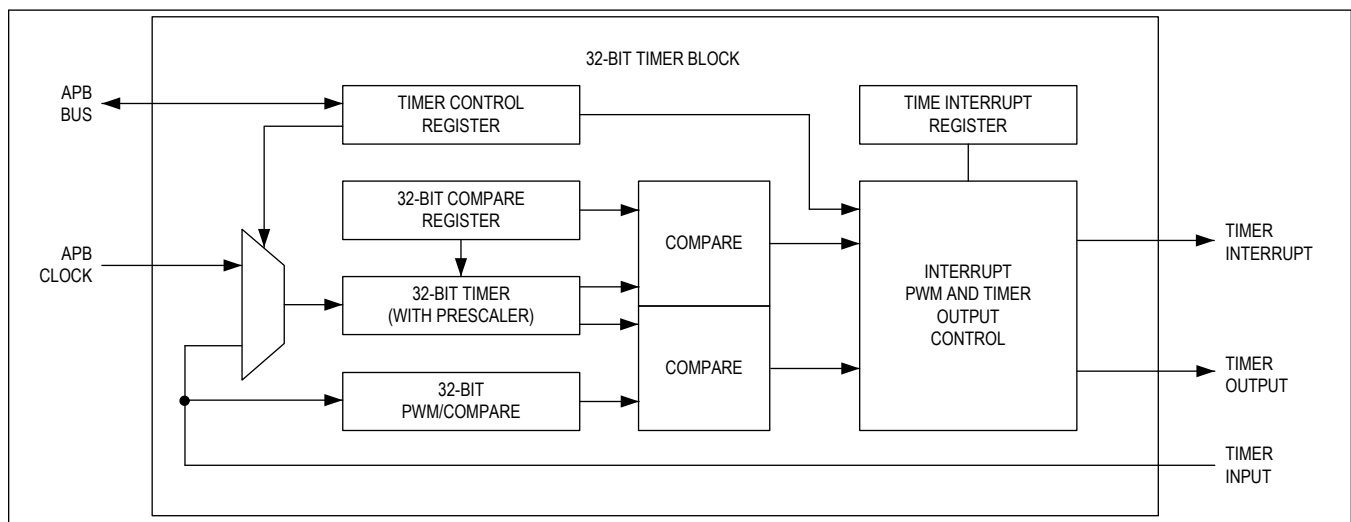 32-BIT TIMER BLOCK
APB
BUS
TIMER CONTROL
REGISTER
TIME INTERRUPT
REGISTER
32-BIT COMPARE
REGISTER
COMPARE
TIMER
INTERRUPT
APB
CLOCK
32-BIT TIMER
(WITH PRESCALER)
INTERRUPT
PWM AND TIMER
OUTPUT
CONTROL
COMPARE
32-BIT
PWM/COMPARE
TIMER
OUTPUT
TIMER
INPUT